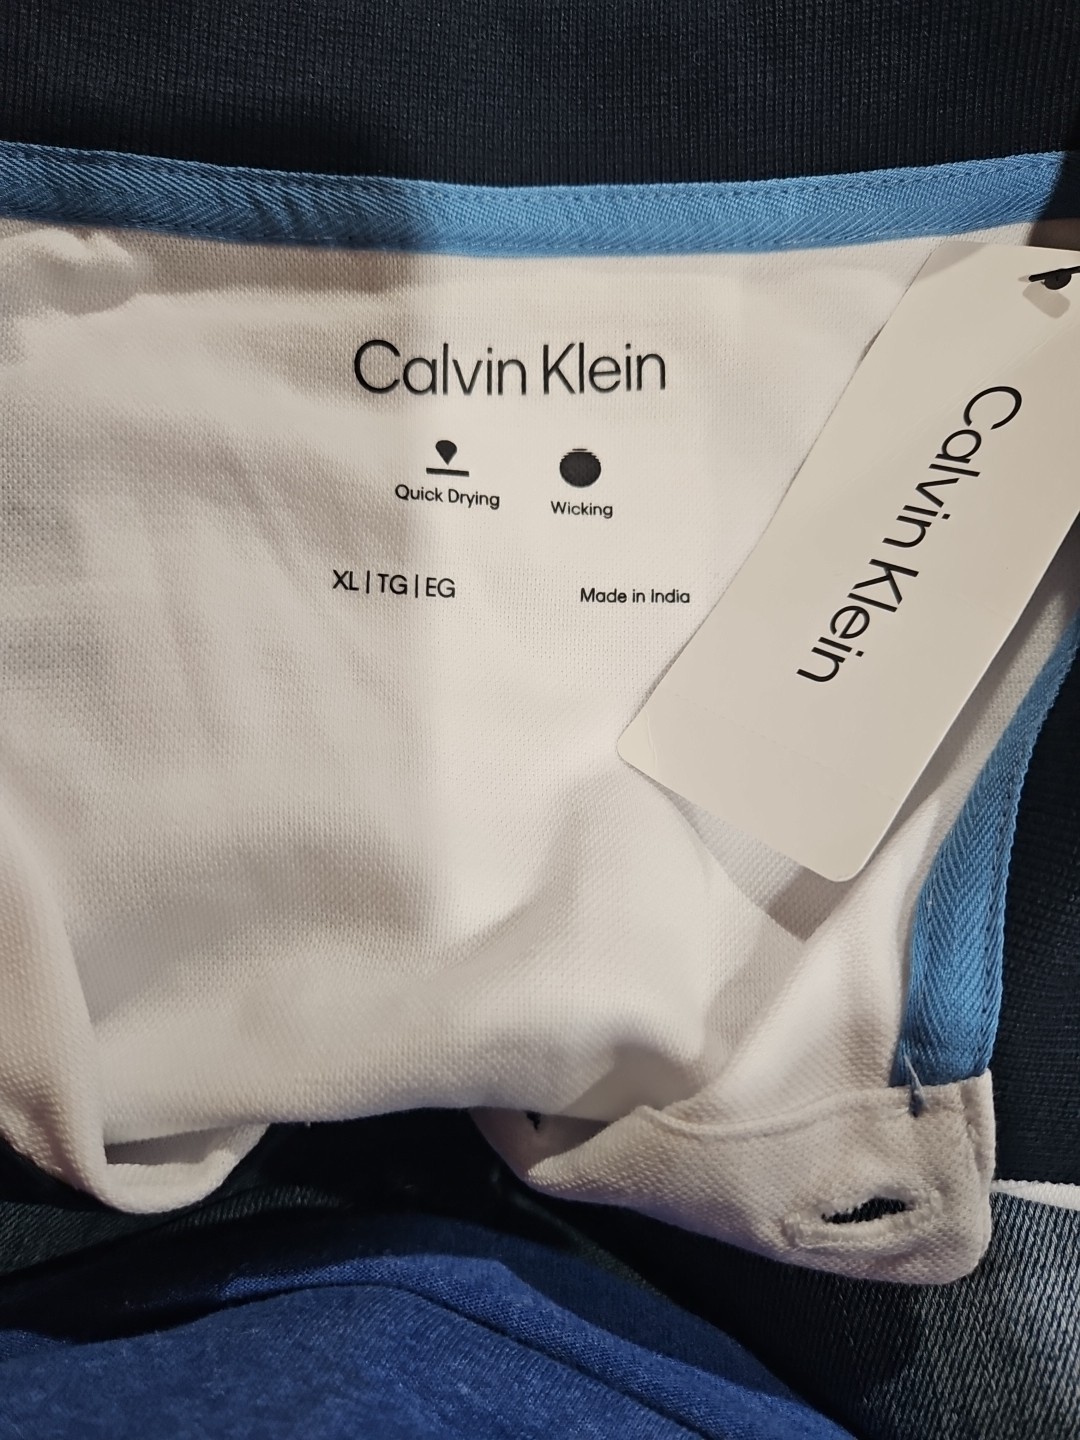 Calvin Klein
Quick Drying
Wicking
XL | TG | EG
Made in India
Calvin Klein